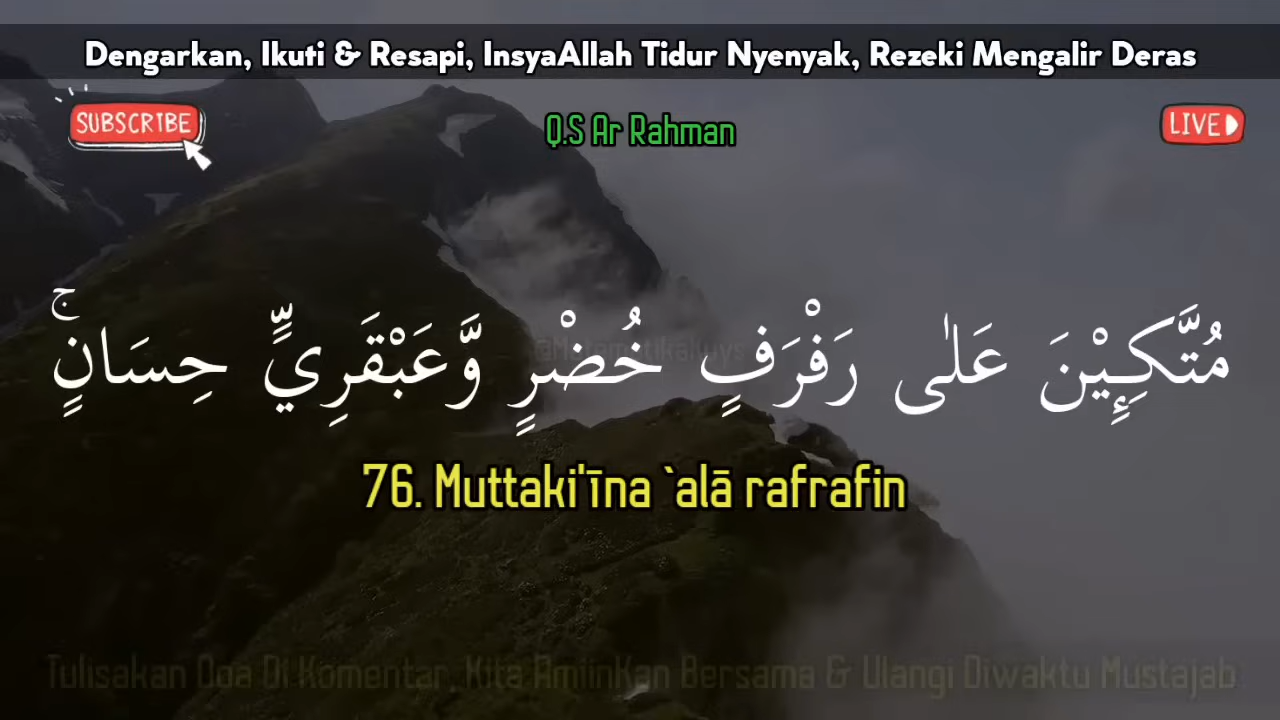 Dengarkan, Ikuti & Resapi, InsyaAllah Tidur Nyenyak, Rezeki Mengalir Deras
SUBSCRIBE
Q.S Ar Rahman
LIVE
مُتَّكِـِٕيْنَ عَلٰى رَفْرَفٍ خُضْرٍ وَّعَبْقَرِيٍّ حِسَانٍۚ
76. Muttaki'īna `alā rafrafin
Tulisakan Doa Di Komentar, Kita AmiinKan Bersama & Ulangi Diwaktu Mustajab